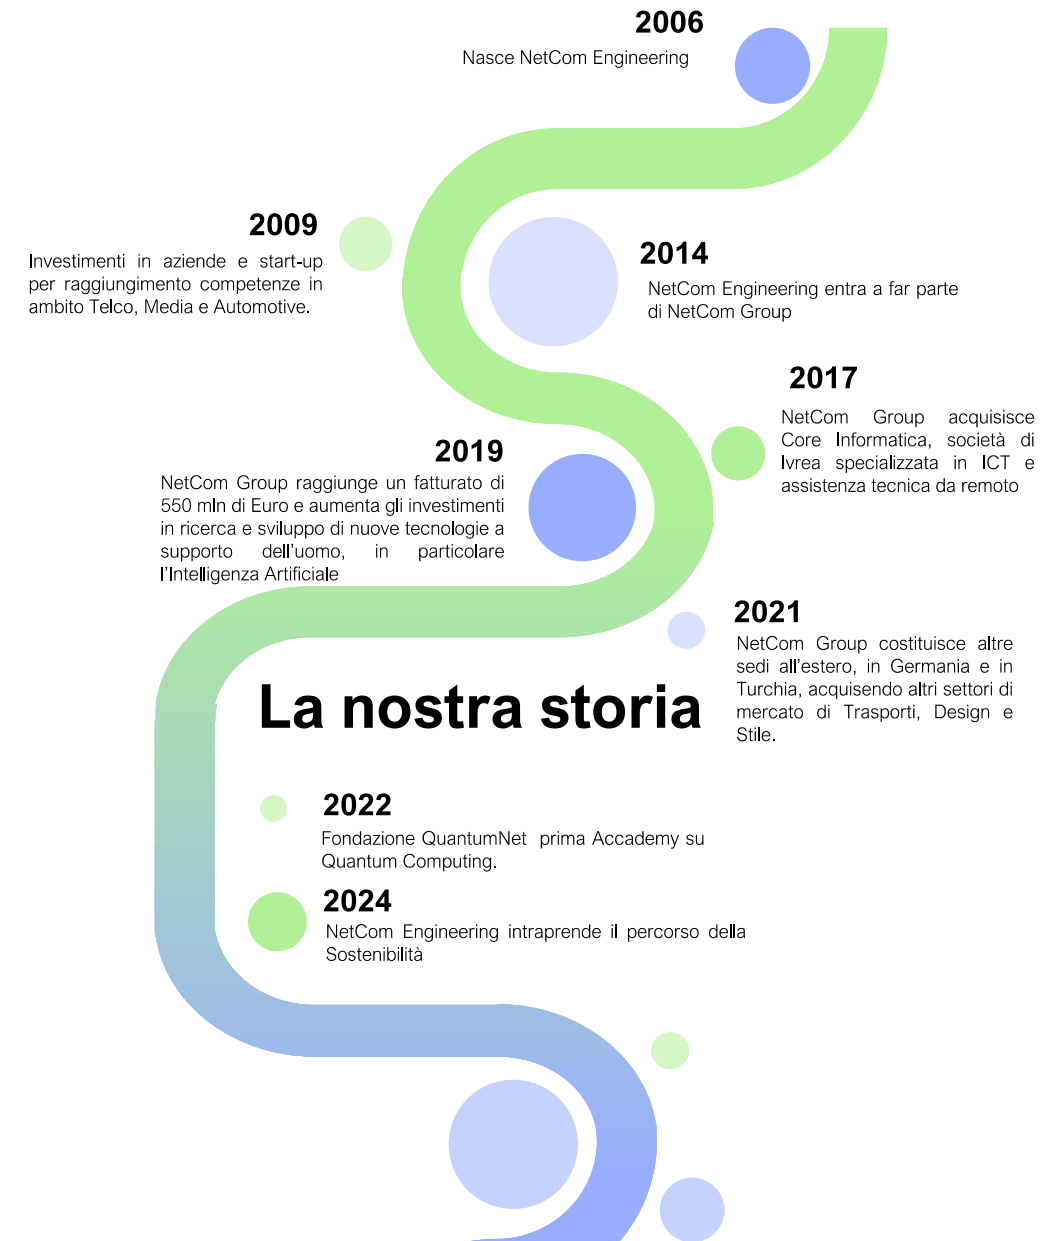 2006
Nasce NetCom Engineering
2009
Investimenti in aziende e start-up
per raggiungimento competenze in
ambito Telco, Media e Automotive.
2014
NetCom Engineering entra a far parte
di NetCom Group
2017
NetCom Group acquisisce
Core Informatica, società di
Ivrea specializzata in ICT e
assistenza tecnica da remoto
2019
NetCom Group raggiunge un fatturato di
550 mln di Euro e aumenta gli investimenti
in ricerca e sviluppo di nuove tecnologie a
supporto dell'uomo, in particolare
l'Intelligenza Artificiale
2021
NetCom Group costituisce altre
sedi all'estero, in Germania e in
Turchia, acquisendo altri settori di
mercato di Trasporti, Design e
Stile.
La nostra storia
2022
Fondazione QuantumNet prima Accademy su
Quantum Computing.
2024
NetCom Engineering intraprende il percorso della
Sostenibilità